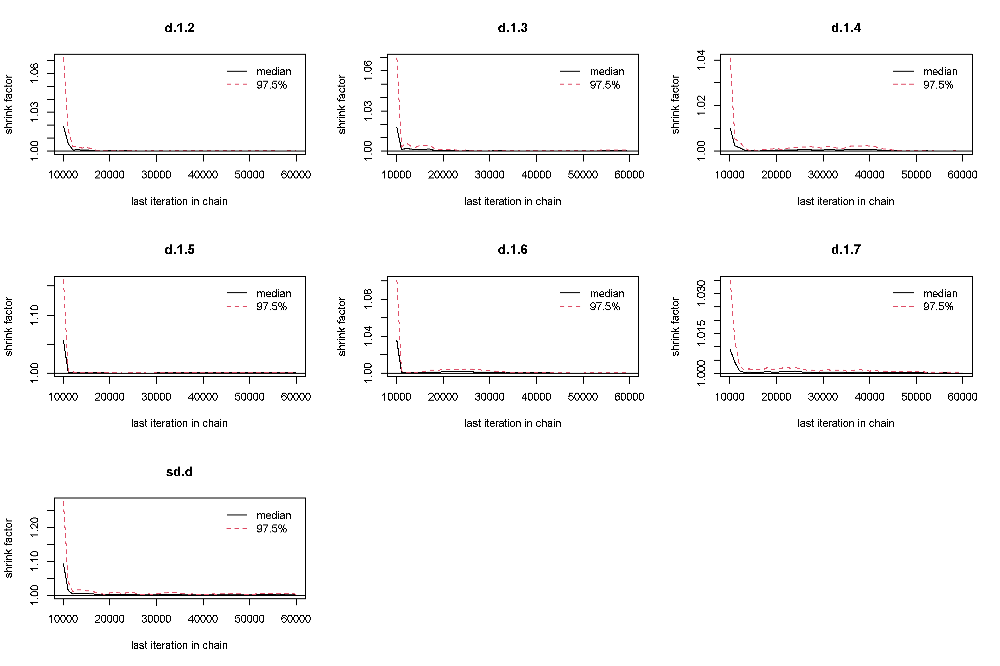 d.1.2
shrink factor
1.00 1.03 1.06
median
97.5%
10000 20000 30000 40000 50000 60000
last iteration in chain
d.1.3
shrink factor
1.00 1.03 1.06
median
97.5%
10000 20000 30000 40000 50000 60000
last iteration in chain
d.1.4
shrink factor
1.00 1.02 1.04
median
97.5%
10000 20000 30000 40000 50000 60000
last iteration in chain
d.1.5
shrink factor
1.00 1.10
median
97.5%
10000 20000 30000 40000 50000 60000
last iteration in chain
d.1.6
shrink factor
1.00 1.04 1.08
median
97.5%
10000 20000 30000 40000 50000 60000
last iteration in chain
d.1.7
shrink factor
1.000 1.015 1.030
median
97.5%
10000 20000 30000 40000 50000 60000
last iteration in chain
sd.d
shrink factor
1.00 1.10 1.20
median
97.5%
10000 20000 30000 40000 50000 60000
last iteration in chain